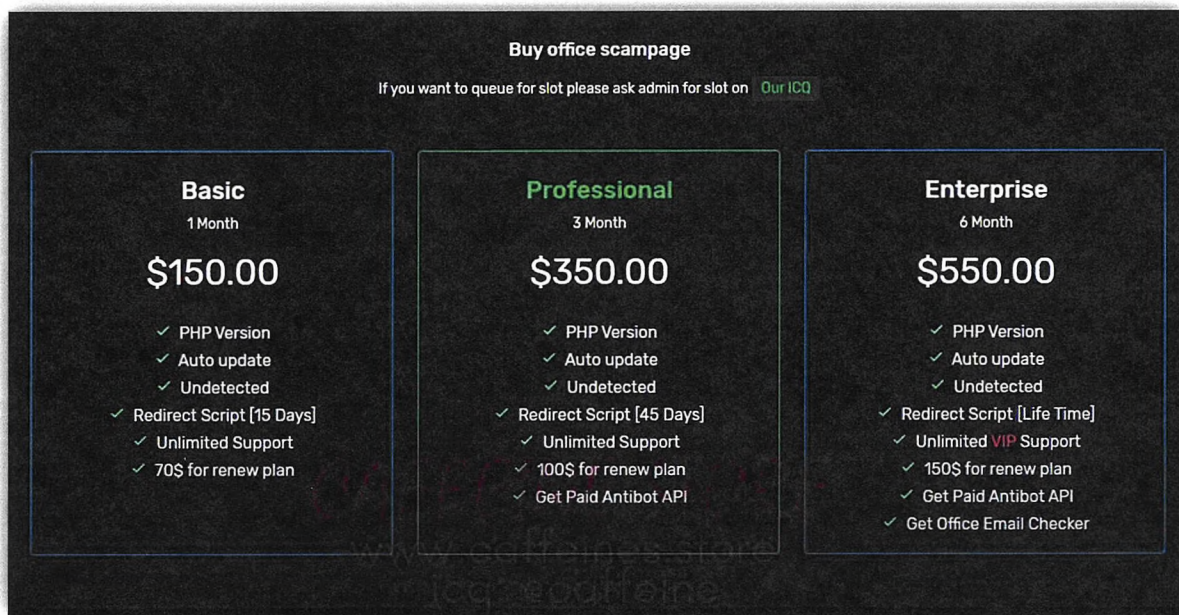 Buy office scampage
If you want to queue for slot please ask admin for slot on Our ICQ
Basic
1 Month
$150.00
PHP Version
Auto update
Undetected
Redirect Script [15 Days]
Unlimited Support
70$ for renew plan
Professional
3 Month
$350.00
PHP Version
Auto update
Undetected
Redirect Script [45 Days]
Unlimited Support
100$ for renew plan
Get Paid Antibot API
Enterprise
6 Month
$550.00
PHP Version
Auto update
Undetected
Redirect Script [Life Time]
Unlimited VIP Support
150$ for renew plan
Get Paid Antibot API
Get Office Email Checker
www.caffeines.store